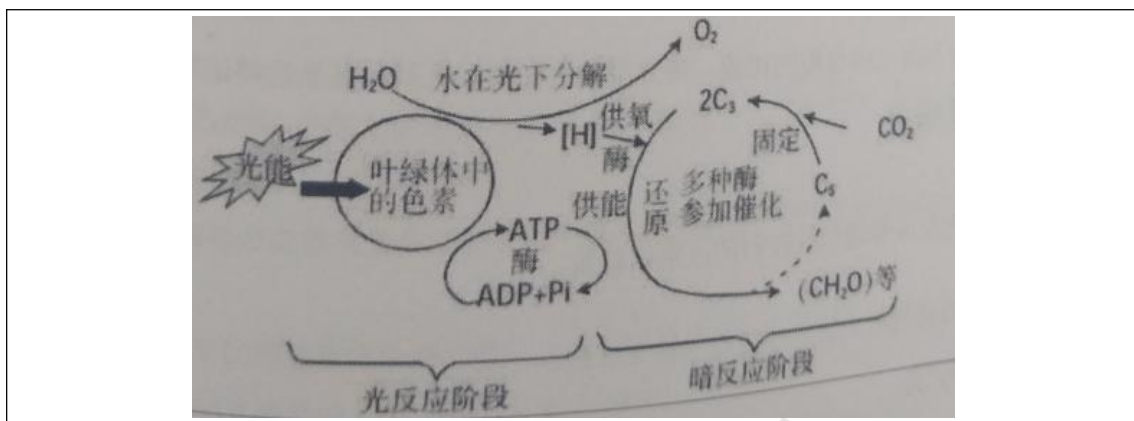 O₂
H₂O 水在光下分解
[H] 供氢
酶
2C₃
固定
CO₂
光能
叶绿体中
的色素
供能
还原
多种酶
参加催化
C₅
ATP
酶
ADP+Pi
(CH₂O)等
光反应阶段
暗反应阶段